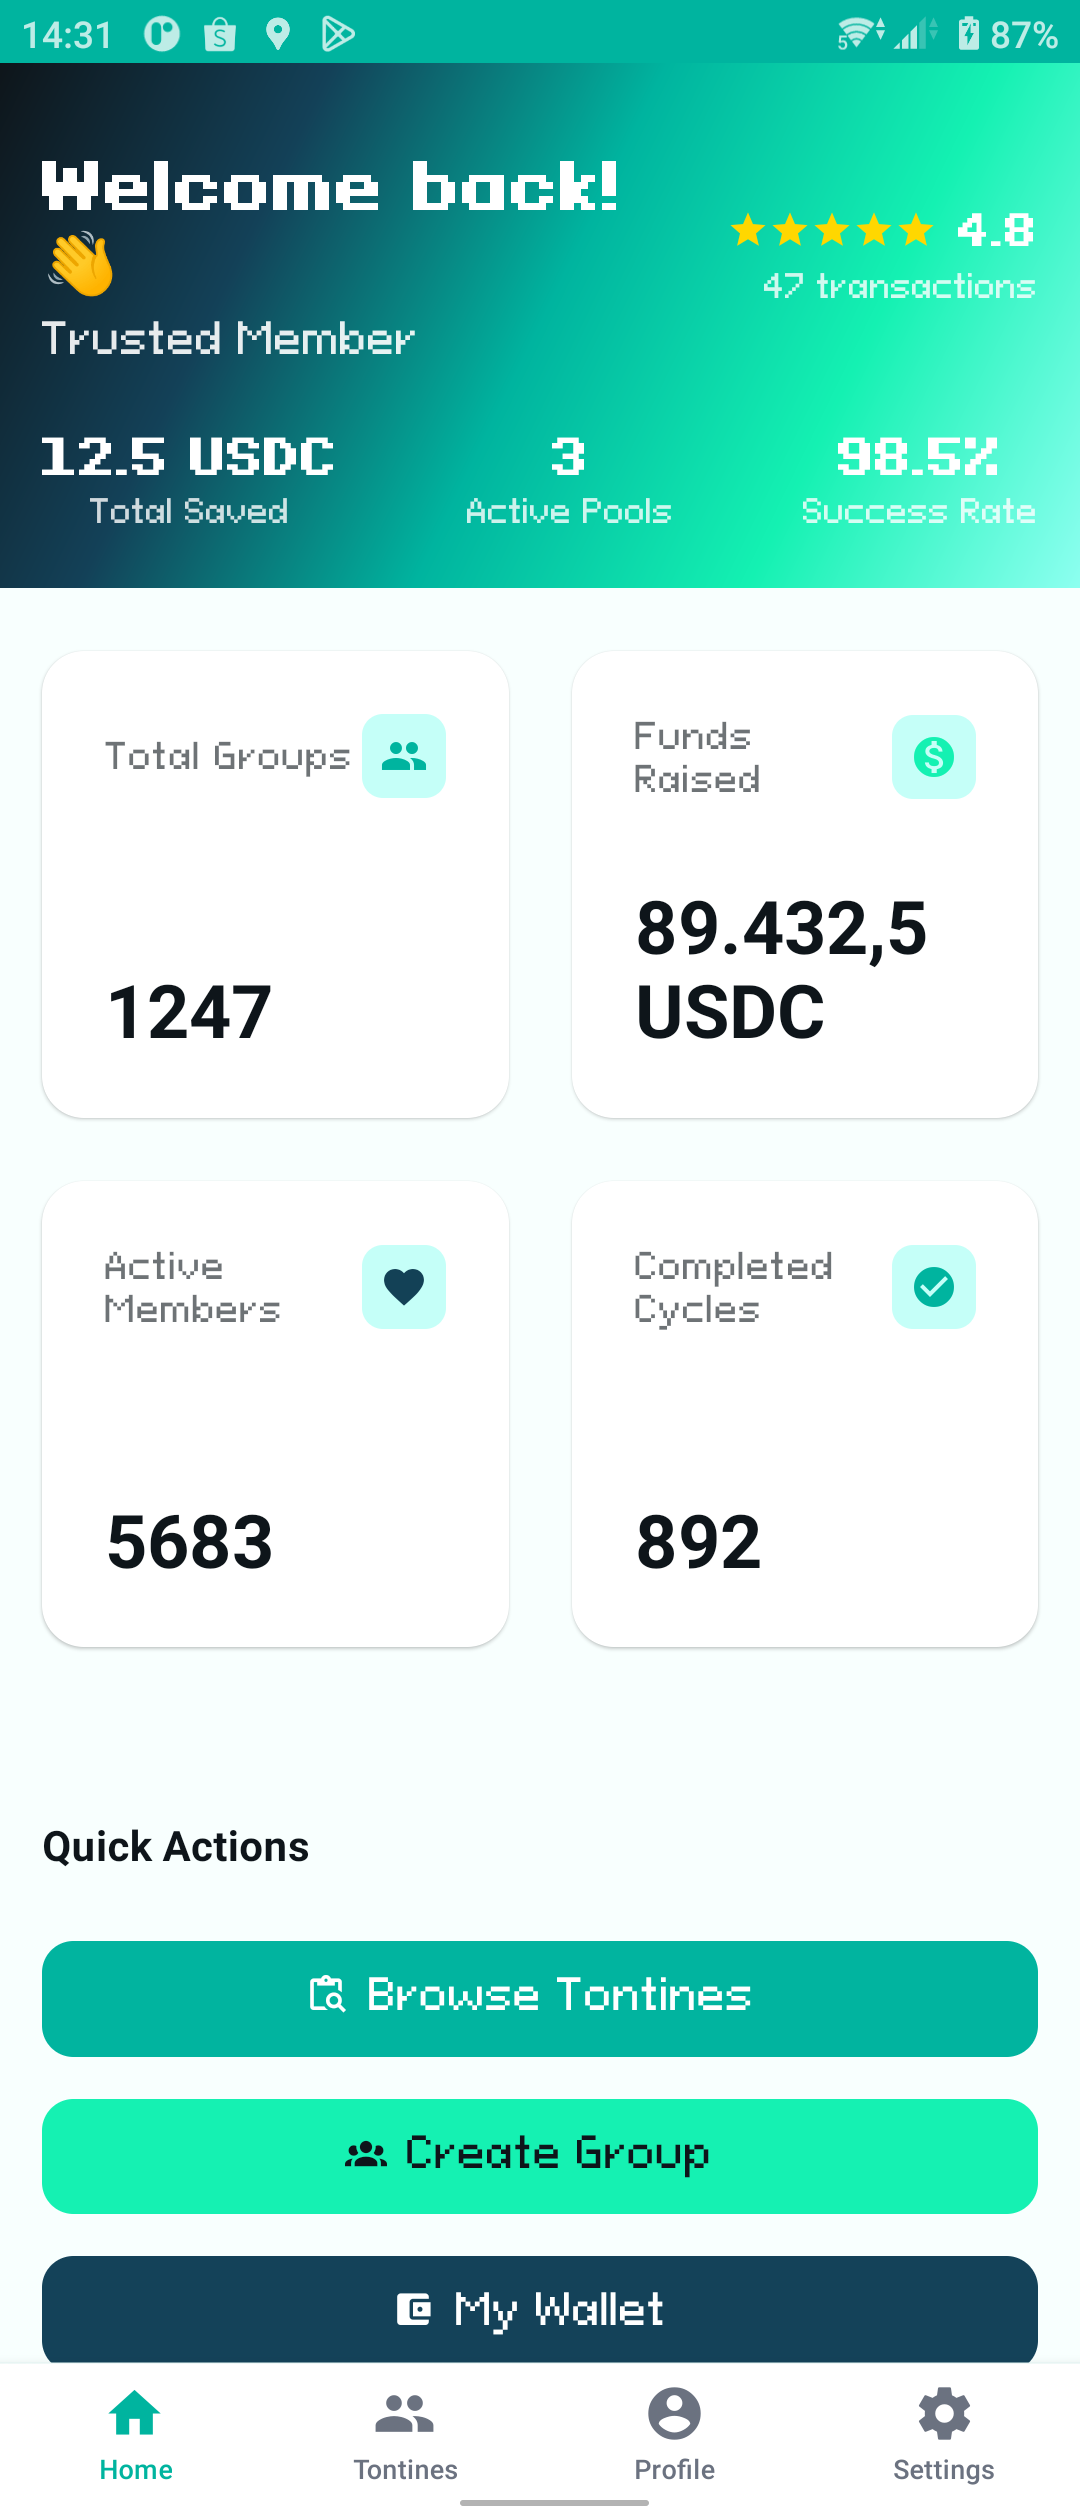 14:31
87%
Welcome back!
👋
4.8
47 transactions
Trusted Member
12.5 USDC
3
98.5%
Total Saved
Active Pools
Success Rate
Total Groups
Funds
Raised
1247
89.432,5
USDC
Active
Members
Completed
Cycles
5683
892
Quick Actions
Browse Tontines
Create Group
My Wallet
Home
Tontines
Profile
Settings